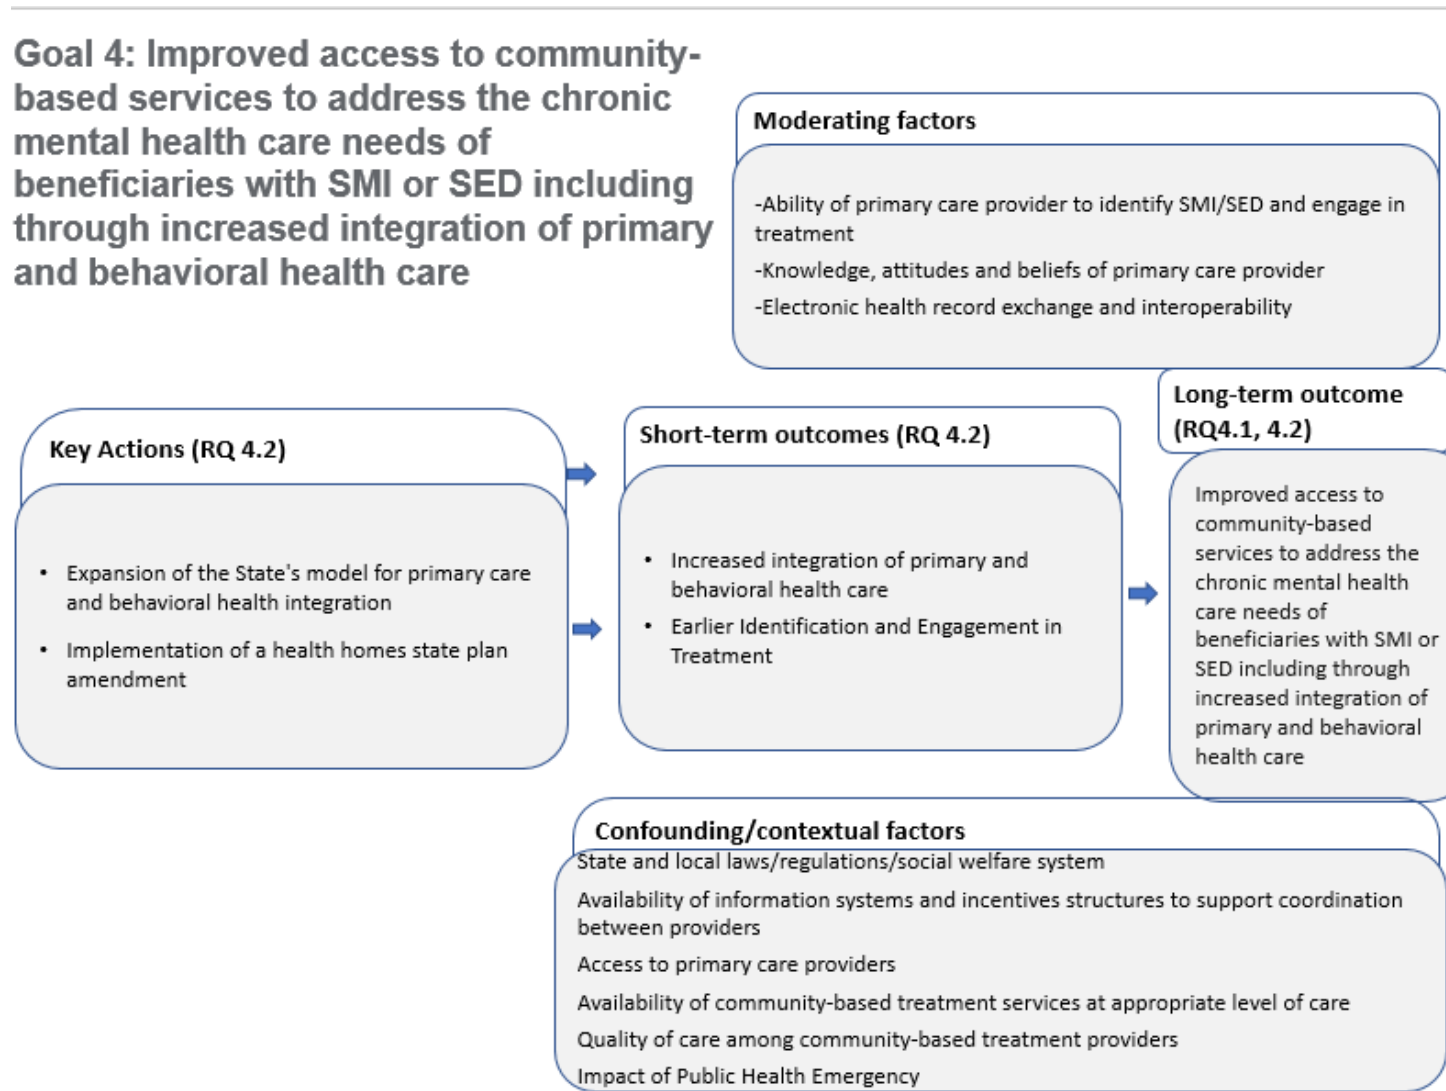 Goal 4: Improved access to community-
based services to address the chronic
mental health care needs of
beneficiaries with SMI or SED including
through increased integration of primary
and behavioral health care
Moderating factors
-Ability of primary care provider to identify SMI/SED and engage in
treatment
-Knowledge, attitudes and beliefs of primary care provider
-Electronic health record exchange and interoperability
Key Actions (RQ 4.2)
• Expansion of the State's model for primary care
and behavioral health integration
• Implementation of a health homes state plan
amendment
Short-term outcomes (RQ 4.2)
• Increased integration of primary and
behavioral health care
• Earlier Identification and Engagement in
Treatment
Long-term outcome
(RQ4.1, 4.2)
Improved access to
community-based
services to address the
chronic mental health
care needs of
beneficiaries with SMI or
SED including through
increased integration of
primary and behavioral
health care
Confounding/contextual factors
State and local laws/regulations/social welfare system
Availability of information systems and incentives structures to support coordination
between providers
Access to primary care providers
Availability of community-based treatment services at appropriate level of care
Quality of care among community-based treatment providers
Impact of Public Health Emergency